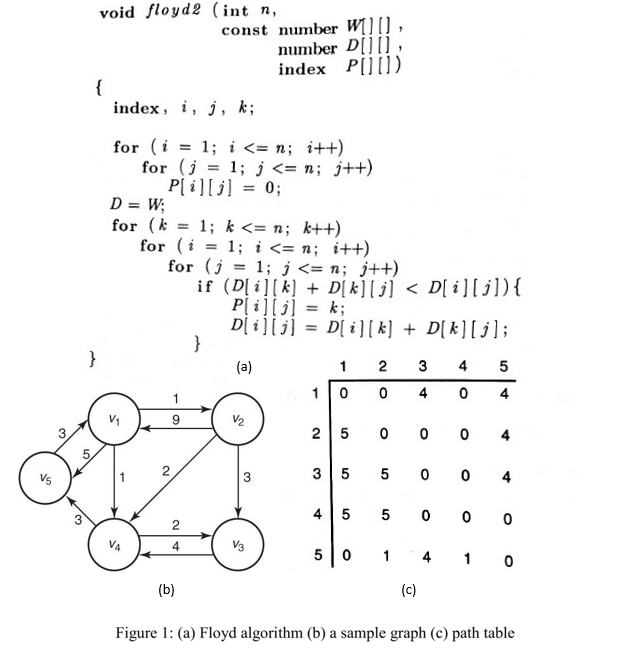 void floyd2 (int n,
const number W[][],
number D[][],
index P[][])
{
index, i, j, k;
for (i = 1; i <= n; i++)
for (j = 1; j <= n; j++)
P[i][j] = 0;
D = W;
for (k = 1; k <= n; k++)
for (i = 1; i <= n; i++)
for (j = 1; j <= n; j++)
if (D[i][k] + D[k][j] < D[i][j]){
P[i][j] = k;
D[i][j] = D[i][k] + D[k][j];
}
}
(a)
1 2 3 4 5
1 0 0 4 0 4
2 5 0 0 0 4
3 5 5 0 0 4
4 5 5 0 0 0
5 0 1 4 1 0
(c)
1
v1 v2
9
3
5
v5 1 2 3
3
2
v4 v3
4
(b)
Figure 1: (a) Floyd algorithm (b) a sample graph (c) path table